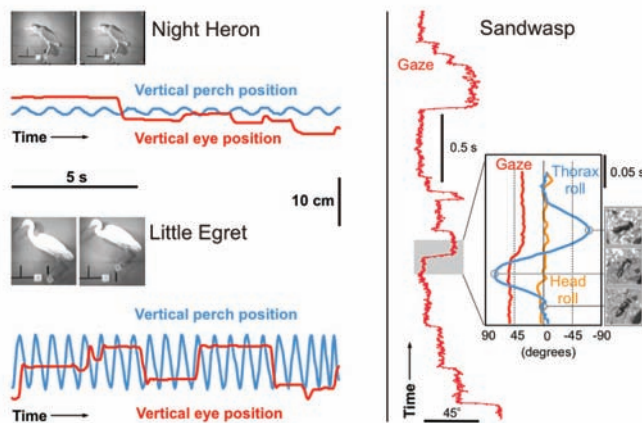 Night Heron
Vertical perch position
Time
Vertical eye position
5 s
10 cm
Little Egret
Vertical perch position
Time
Vertical eye position
Sandwasp
Gaze
0.5 s
Gaze
0.05 s
Thorax
roll
Head
roll
90 45 0 -45 -90
(degrees)
Time
45°